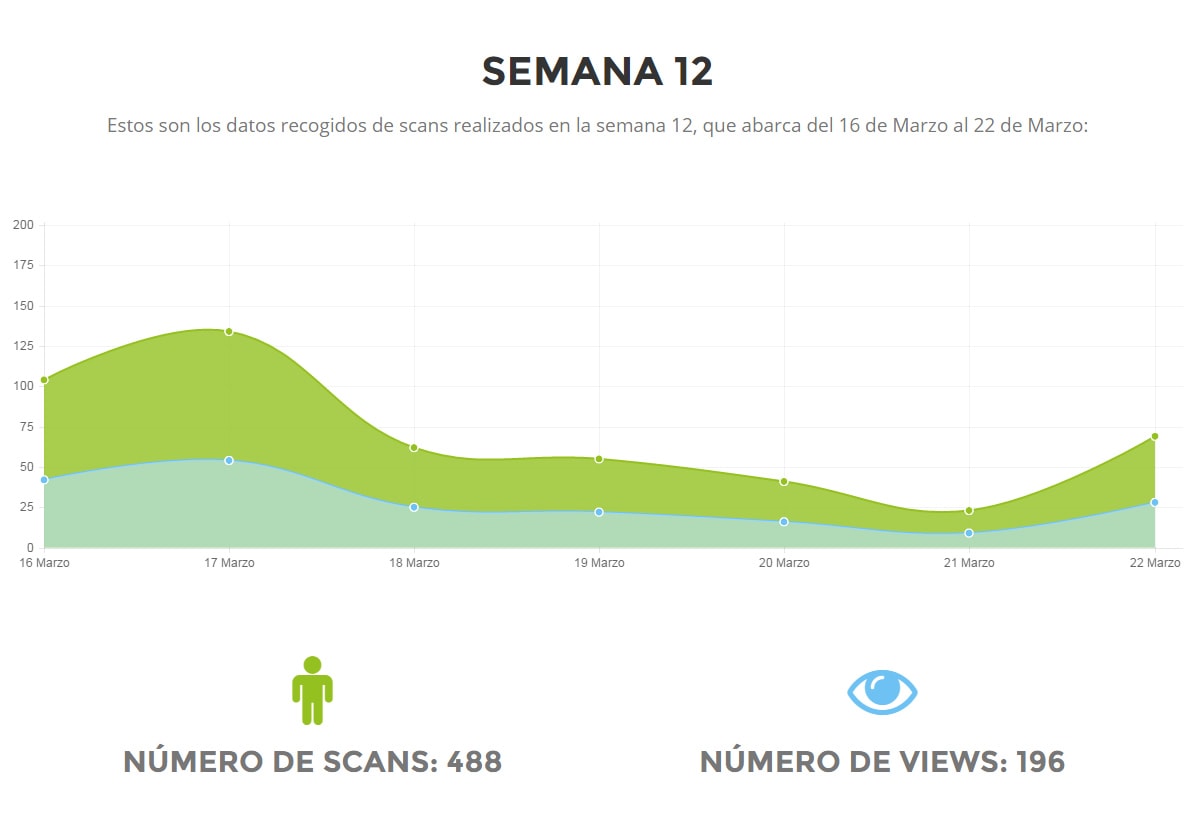 SEMANA 12
Estos son los datos recogidos de scans realizados en la semana 12, que abarca del 16 de Marzo al 22 de Marzo:
200
175
150
125
100
75
50
25
0
16 Marzo 17 Marzo 18 Marzo 19 Marzo 20 Marzo 21 Marzo 22 Marzo
NÚMERO DE SCANS: 488
NÚMERO DE VIEWS: 196